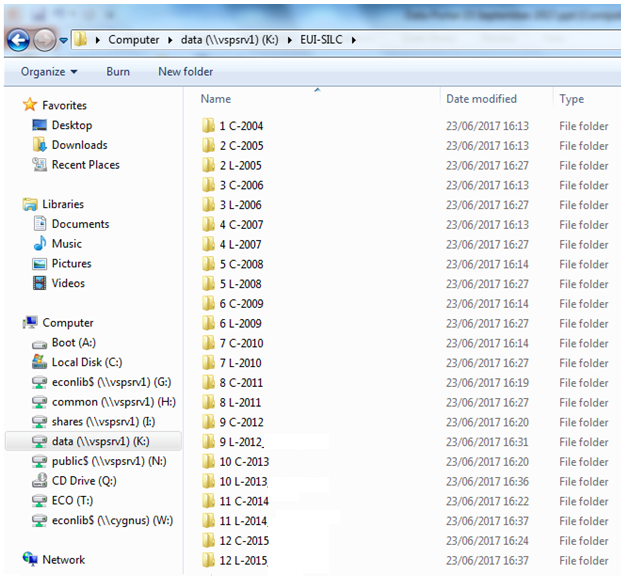 Computer ▸ data (\\vspsrv1) (K:) ▸ EUI-SILC ▸
Organize Burn New folder
Favorites
Desktop
Downloads
Recent Places
Libraries
Documents
Music
Pictures
Videos
Computer
Boot (A:)
Local Disk (C:)
econlib$ (\\vspsrv1) (G:)
common (\\vspsrv1) (H:)
shares (\\vspsrv1) (I:)
data (\\vspsrv1) (K:)
public$ (\\vspsrv1) (N:)
CD Drive (Q:)
ECO (T:)
econlib$ (\\cygnus) (W:)
Network
Name Date modified Type
1 C-2004 23/06/2017 16:13 File folder
2 C-2005 23/06/2017 16:13 File folder
2 L-2005 23/06/2017 16:27 File folder
3 C-2006 23/06/2017 16:13 File folder
3 L-2006 23/06/2017 16:27 File folder
4 C-2007 23/06/2017 16:13 File folder
4 L-2007 23/06/2017 16:27 File folder
5 C-2008 23/06/2017 16:14 File folder
5 L-2008 23/06/2017 16:27 File folder
6 C-2009 23/06/2017 16:14 File folder
6 L-2009 23/06/2017 16:27 File folder
7 C-2010 23/06/2017 16:14 File folder
7 L-2010 23/06/2017 16:27 File folder
8 C-2011 23/06/2017 16:19 File folder
8 L-2011 23/06/2017 16:27 File folder
9 C-2012 23/06/2017 16:20 File folder
9 L-2012 23/06/2017 16:31 File folder
10 C-2013 23/06/2017 16:20 File folder
10 L-2013 23/06/2017 16:36 File folder
11 C-2014 23/06/2017 16:22 File folder
11 L-2014 23/06/2017 16:37 File folder
12 C-2015 23/06/2017 16:24 File folder
12 L-2015 23/06/2017 16:37 File folder